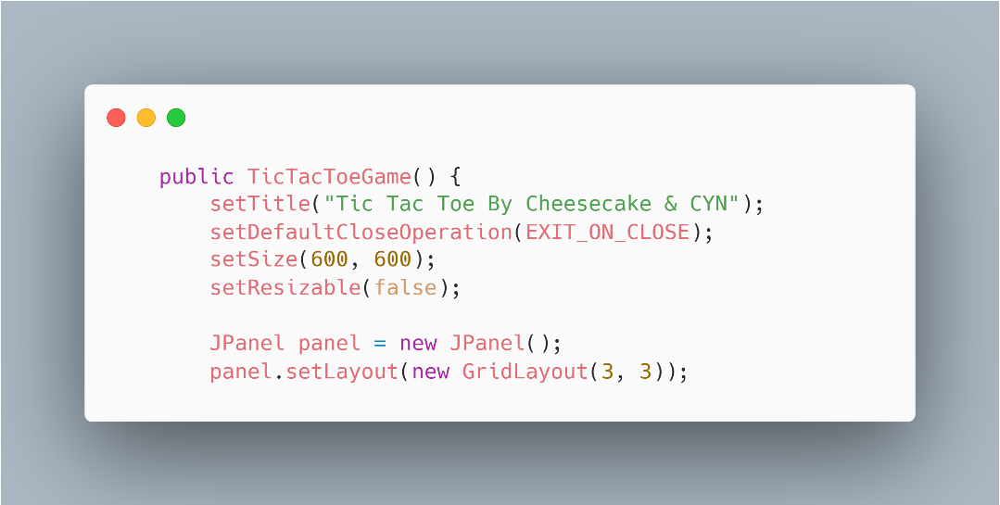 public TicTacToeGame() {
setTitle("Tic Tac Toe By Cheesecake & CYN");
setDefaultCloseOperation(EXIT_ON_CLOSE);
setSize(600, 600);
setResizable(false);
JPanel panel = new JPanel();
panel.setLayout(new GridLayout(3, 3));